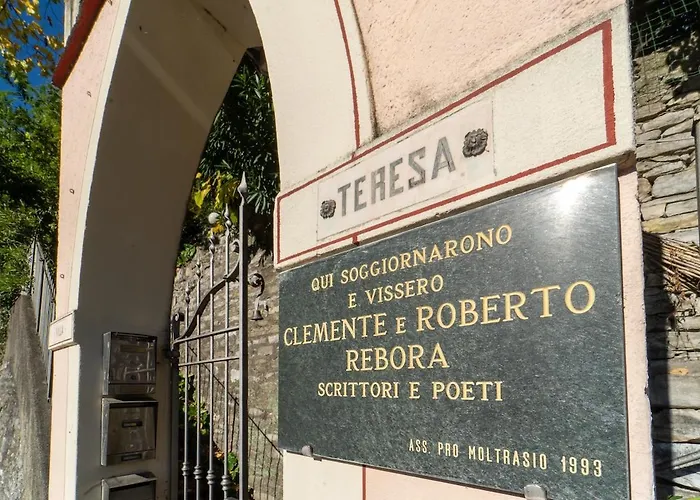 TERESA
QUI SOGGIORNARONO
E VISSERO
CLEMENTE E ROBERTO
REBORA
SCRITTORI E POETI
ASS. PRO MOLTRASIO 1993